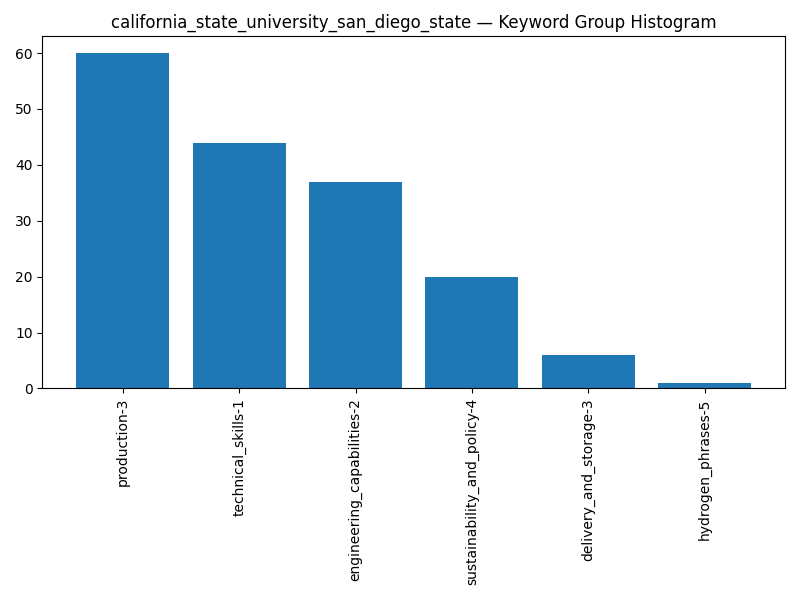 california_state_university_san_diego_state — Keyword Group Histogram
60
50
40
30
20
10
0
production-3
technical_skills-1
engineering_capabilities-2
sustainability_and_policy-4
delivery_and_storage-3
hydrogen_phrases-5